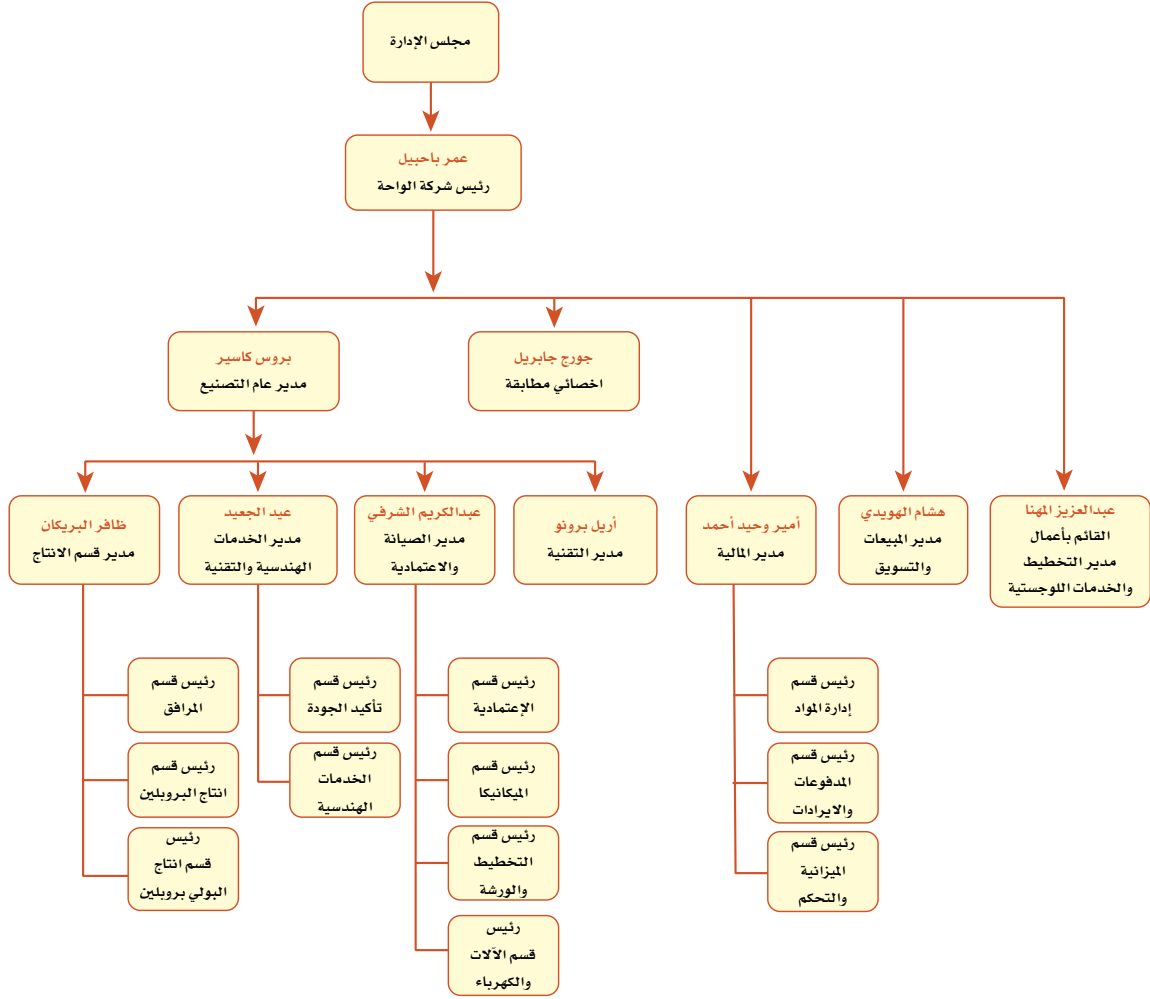 مجلس الإدارة
عمر باحبيل
رئيس شركة الواحة
عبدالعزيز المهنا
القائم بأعمال
مدير التخطيط
والخدمات اللوجستية
هشام الهويدي
مدير المبيعات
والتسويق
أمير وحيد أحمد
مدير المالية
رئيس قسم
إدارة المواد
رئيس قسم
المدفوعات
والايرادات
رئيس قسم
الميزانية
والتحكم
جورج جابريل
اخصائي مطابقة
بروس كاسير
مدير عام التصنيع
أريل برونو
مدير التقنية
عبدالكريم الشرفي
مدير الصيانة
والاعتمادية
رئيس قسم
الإعتمادية
رئيس قسم
الميكانيكا
رئيس قسم
التخطيط
والورشة
رئيس
قسم الآلات
والكهرباء
عيد الجعيد
مدير الخدمات
الهندسية والتقنية
رئيس قسم
تأكيد الجودة
رئيس قسم
الخدمات
الهندسية
ظافر البريكان
مدير قسم الانتاج
رئيس قسم
المرافق
رئيس قسم
انتاج البروبلين
رئيس
قسم انتاج
البولي بروبلين